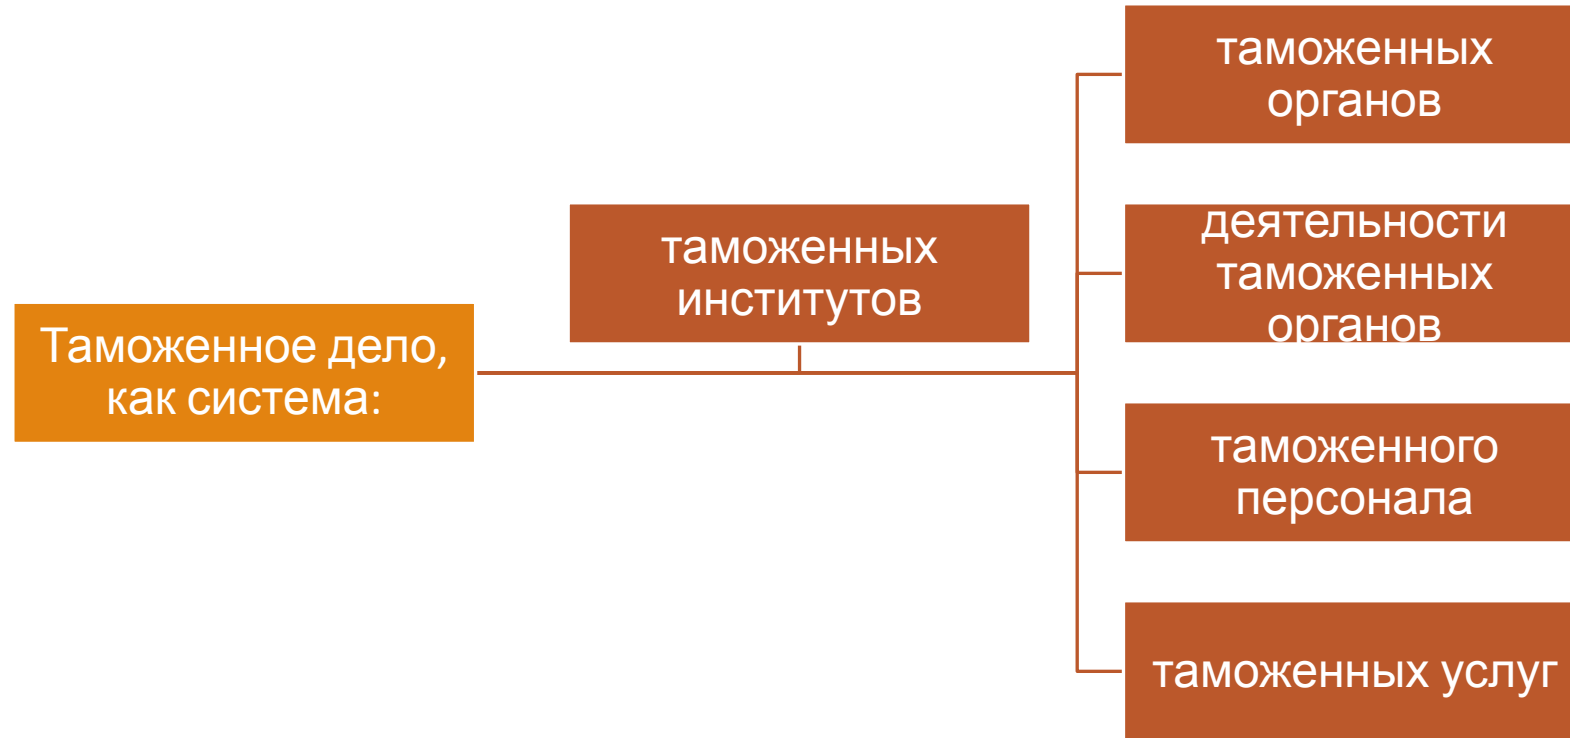 Таможенное дело,
как система:
таможенных
институтов
таможенных
органов
деятельности
таможенных
органов
таможенного
персонала
таможенных услуг